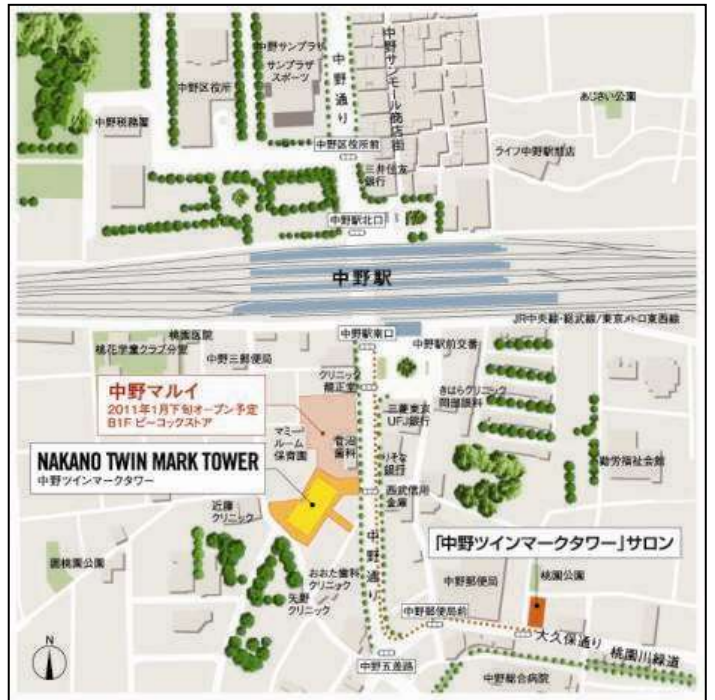 中野サンプラザ
サンプラザ
スポーツ
中野区役所
中野通り
中野サンモール商店街
あじさい公園
中野税務署
中野区役所前
三井住友
銀行
ライフ中野駅前店
中野駅北口
中野駅
JR中央線・総武線/東京メトロ東西線
桃園医院
桃花学童クラブ分室
中野三郵便局
中野駅南口
中野駅前交番
クリニック
龍正堂
きはらクリニック
岡部眼科
中野マルイ
2011年1月下旬オープン予定
B1F ピーコックストア
三菱東京
UFJ銀行
マミー
ルーム
保育園
菅沼
歯科
りそな
銀行
勤労福祉会館
NAKANO TWIN MARK TOWER
中野ツインマークタワー
西武信用
金庫
近藤
クリニック
「中野ツインマークタワー」サロン
中野通り
囲桃園公園
おおた歯科
クリニック
矢野
クリニック
中野郵便局
桃園公園
中野郵便局前
大久保通り
桃園川緑道
N
中野五差路
中野総合病院